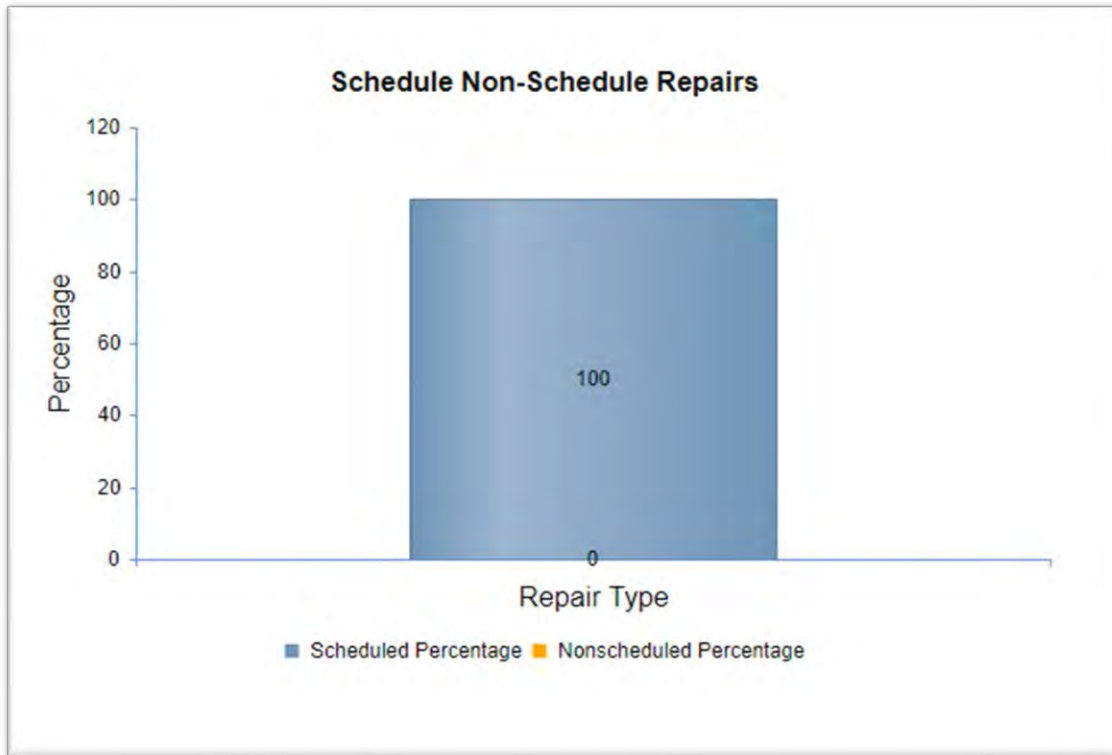 Schedule Non-Schedule Repairs
120
100
80
60
40
20
0
Percentage
100
0
Repair Type
Scheduled Percentage Nonscheduled Percentage